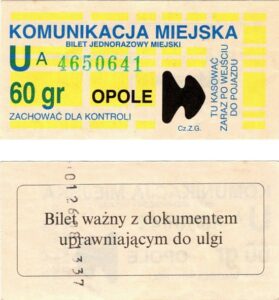 KOMUNIKACJA MIEJSKA
BILET JEDNORAZOWY MIEJSKI
U A 4650641
60 gr OPOLE
ZACHOWAĆ DLA KONTROLI
Cz.Z.G.
TU KASOWAĆ
ZARAZ PO WEJŚCIU
DO POJAZDU
Bilet ważny z dokumentem
uprawniającym do ulgi